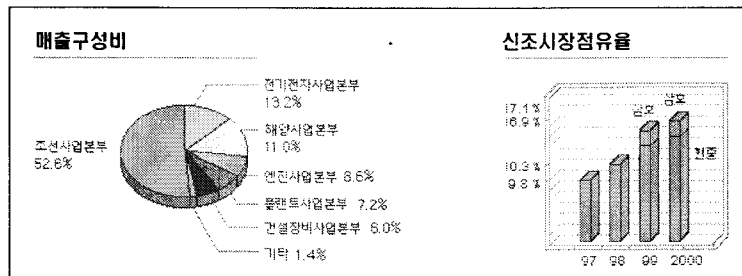 매출구성비
전기전자사업본부
13.2%
해양사업본부
11.0%
조선사업본부
52.6%
엔진사업본부 8.6%
플랜트사업본부 7.2%
건설장비사업본부 6.0%
기타 1.4%
신조시장점유율
17.1%
16.9%
10.3%
9.8%
삼호
삼호
현중
97 98 99 2000